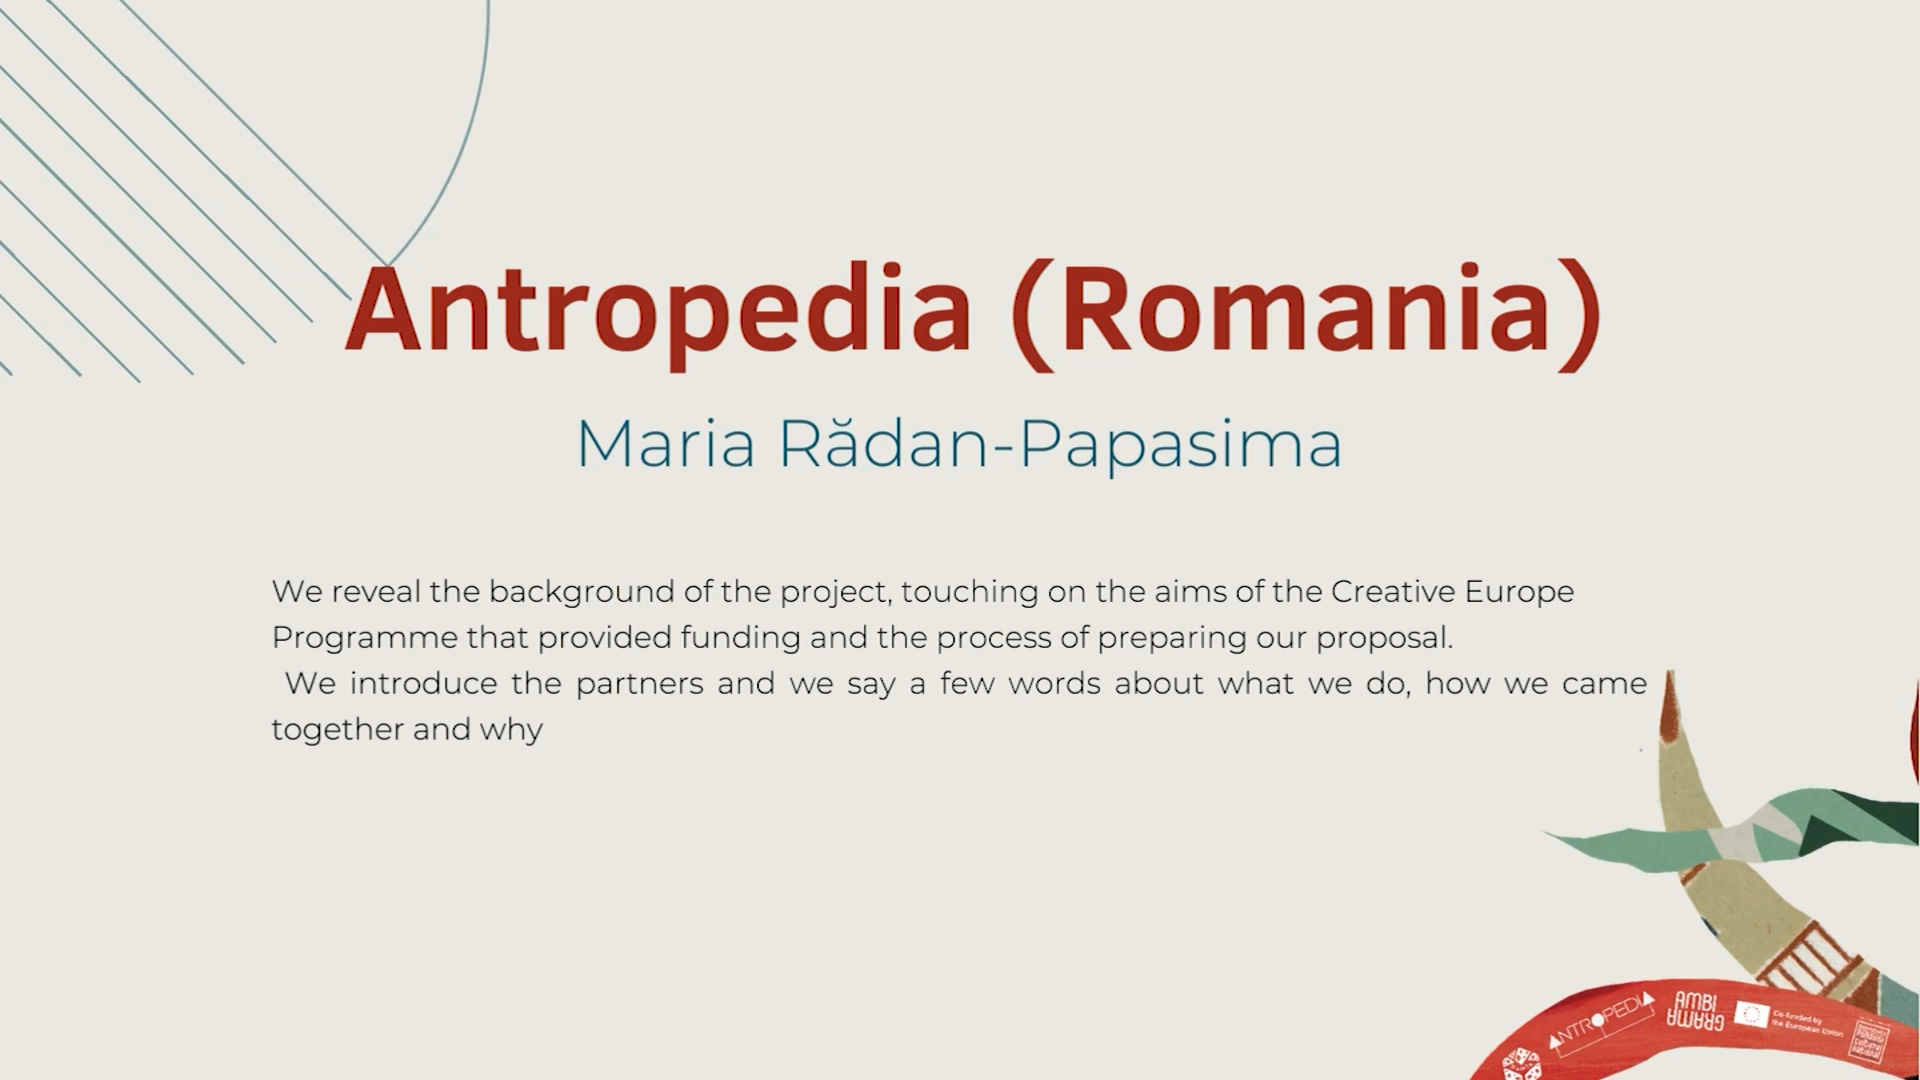 Antropedia (Romania)
Maria Rădan-Papasima
We reveal the background of the project, touching on the aims of the Creative Europe
Programme that provided funding and the process of preparing our proposal.
We introduce the partners and we say a few words about what we do, how we came
together and why
ANTROPEDIA
AMBI
GRAMA
Co-funded by
the European Union